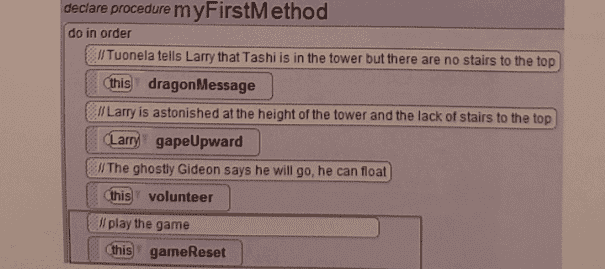 declare procedure myFirstMethod
do in order
//Tuonela tells Larry that Tashi is in the tower but there are no stairs to the top
this dragonMessage
//Larry is astonished at the height of the tower and the lack of stairs to the top
Larry gapeUpward
//The ghostly Gideon says he will go, he can float
this volunteer
//play the game
this gameReset